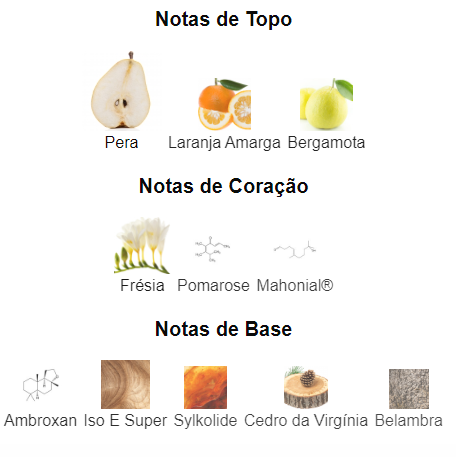 Notas de Topo
Pera Laranja Amarga Bergamota
Notas de Coração
Frésia Pomarose Mahonial®
Notas de Base
Ambroxan Iso E Super Sylkolide Cedro da Virgínia Belambra